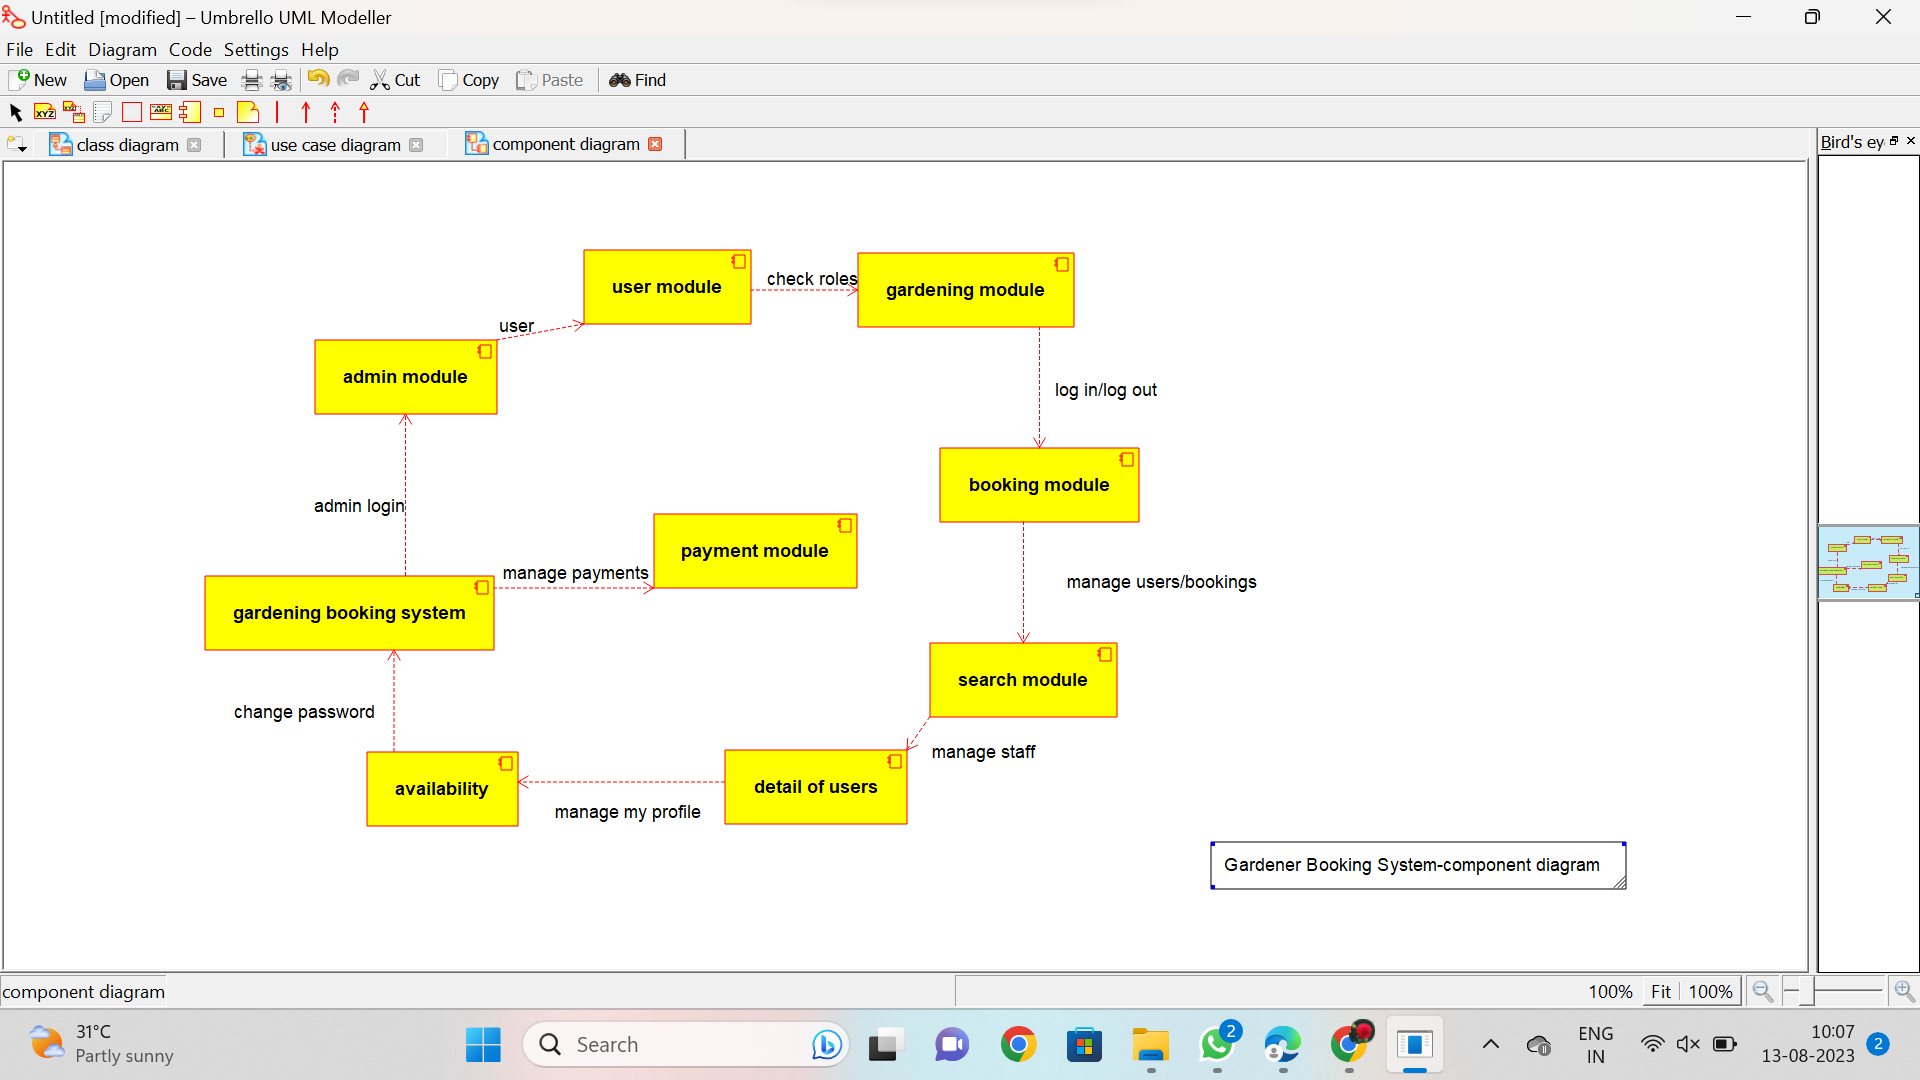 Untitled [modified] – Umbrello UML Modeller
File Edit Diagram Code Settings Help
New Open Save Cut Copy Paste Find
XYZ XYZ XYZ ABC
class diagram use case diagram component diagram
Bird's ey
user module
check roles
gardening module
user
admin module
log in/log out
booking module
admin login
payment module
manage payments
manage users/bookings
gardening booking system
search module
change password
manage staff
availability
detail of users
manage my profile
Gardener Booking System-component diagram
component diagram
100% Fit 100%
31°C
Partly sunny
Search
2
ENG
IN
10:07
13-08-2023
2